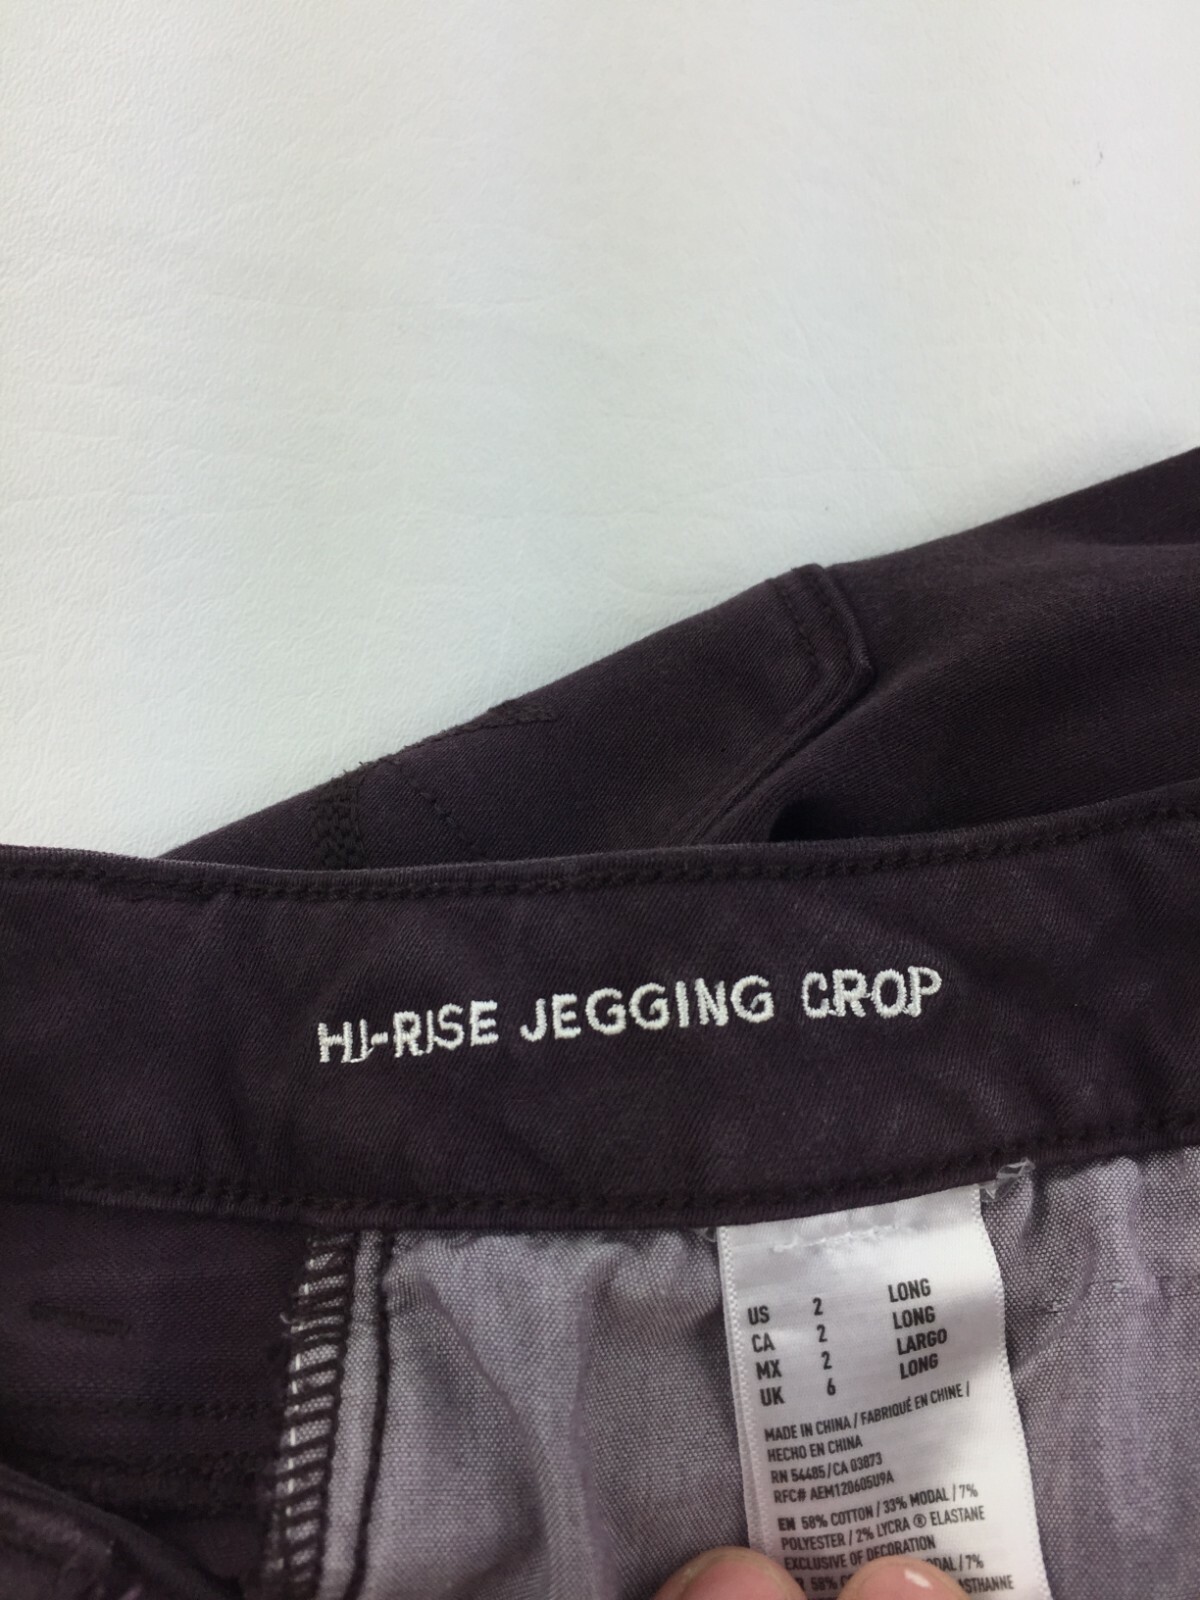 HI-RISE JEGGING CROP
US 2 LONG
CA 2 LONG
MX 2 LARGO
UK 6 LONG
MADE IN CHINA / FABRIQUÉ EN CHINE /
HECHO EN CHINA
RN 54485/CA 03873
RFC# AEM120605U9A
EN 58% COTTON / 33% MODAL / 7%
POLYESTER / 2% LYCRA ® ELASTANE
EXCLUSIVE OF DECORATION
58% / 7%